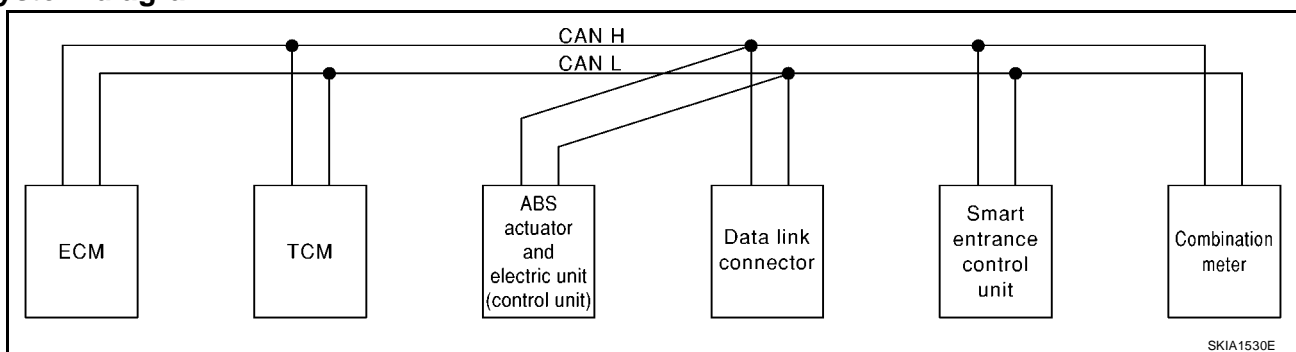 CAN H
CAN L
ECM
TCM
ABS
actuator
and
electric unit
(control unit)
Data link
connector
Smart
entrance
control
unit
Combination
meter
SKIA1530E